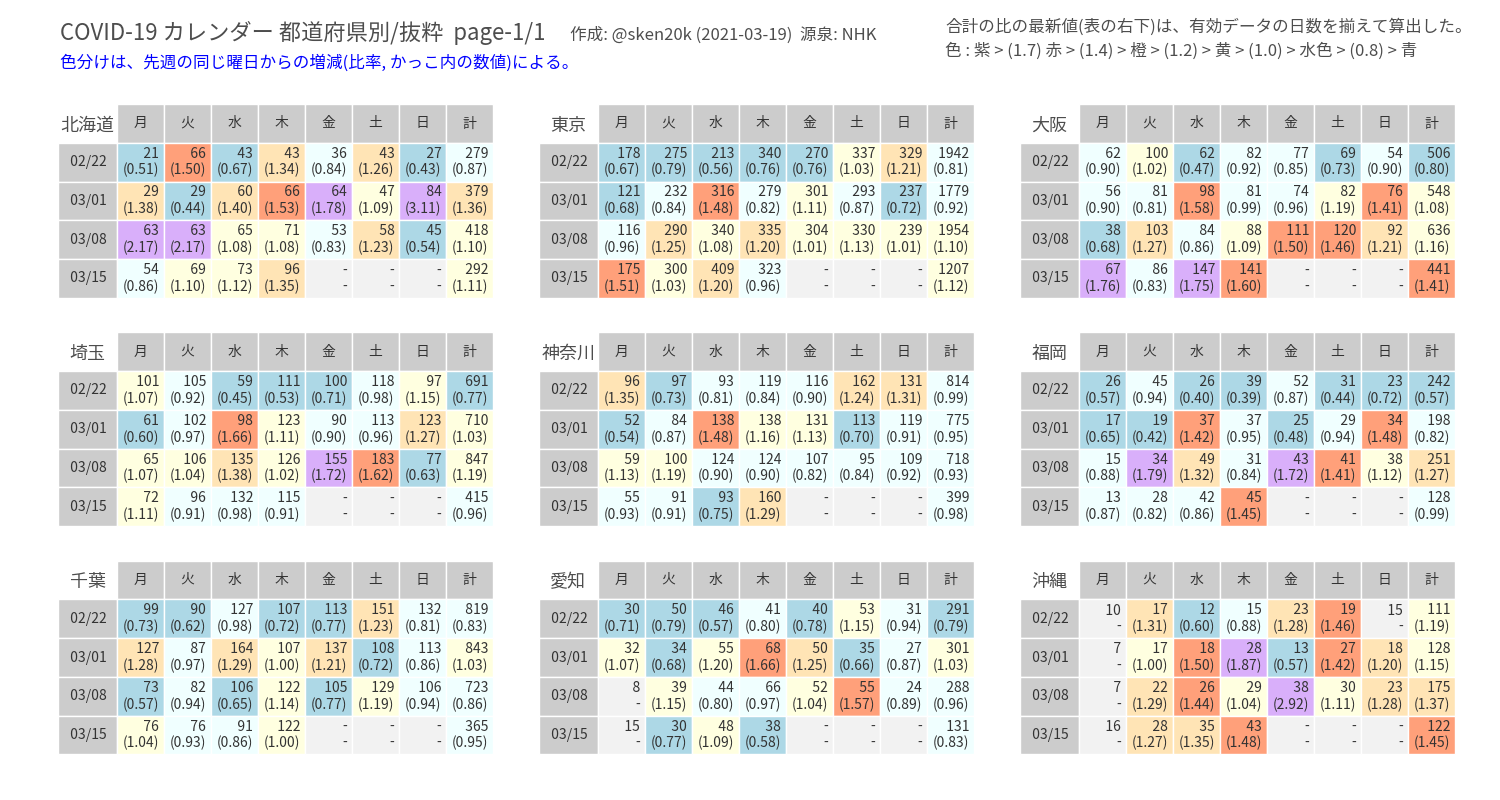 COVID-19 カレンダー 都道府県別/抜粋 page-1/1 作成: @sken20k (2021-03-19) 源泉: NHK
色分けは、先週の同じ曜日からの増減(比率, かっこ内の数値)による。
合計の比の最新値(表の右下)は、有効データの日数を揃えて算出した。
色 : 紫 > (1.7) 赤 > (1.4) > 橙 > (1.2) > 黄 > (1.0) > 水色 > (0.8) > 青
北海道 月 火 水 木 金 土 日 計
02/22 21 66 43 43 36 43 27 279
(0.51) (1.50) (0.67) (1.34) (0.84) (1.26) (0.43) (0.87)
03/01 29 29 60 66 64 47 84 379
(1.38) (0.44) (1.40) (1.53) (1.78) (1.09) (3.11) (1.36)
03/08 63 63 65 71 53 58 45 418
(2.17) (2.17) (1.08) (1.08) (0.83) (1.23) (0.54) (1.10)
03/15 54 69 73 96 - - - 292
(0.86) (1.10) (1.12) (1.35) - - - (1.11)
東京 月 火 水 木 金 土 日 計
02/22 178 275 213 340 270 337 329 1942
(0.67) (0.79) (0.56) (0.76) (0.76) (1.03) (1.21) (0.81)
03/01 121 232 316 279 301 293 237 1779
(0.68) (0.84) (1.48) (0.82) (1.11) (0.87) (0.72) (0.92)
03/08 116 290 340 335 304 330 239 1954
(0.96) (1.25) (1.08) (1.20) (1.01) (1.13) (1.01) (1.10)
03/15 175 300 409 323 - - - 1207
(1.51) (1.03) (1.20) (0.96) - - - (1.12)
大阪 月 火 水 木 金 土 日 計
02/22 62 100 62 82 77 69 54 506
(0.90) (1.02) (0.47) (0.92) (0.85) (0.73) (0.90) (0.80)
03/01 56 81 98 81 74 82 76 548
(0.90) (0.81) (1.58) (0.99) (0.96) (1.19) (1.41) (1.08)
03/08 38 103 84 88 111 120 92 636
(0.68) (1.27) (0.86) (1.09) (1.50) (1.46) (1.21) (1.16)
03/15 67 86 147 141 - - - 441
(1.76) (0.83) (1.75) (1.60) - - - (1.41)
埼玉 月 火 水 木 金 土 日 計
02/22 101 105 59 111 100 118 97 691
(1.07) (0.92) (0.45) (0.53) (0.71) (0.98) (1.15) (0.77)
03/01 61 102 98 123 90 113 123 710
(0.60) (0.97) (1.66) (1.11) (0.90) (0.96) (1.27) (1.03)
03/08 65 106 135 126 155 183 77 847
(1.07) (1.04) (1.38) (1.02) (1.72) (1.62) (0.63) (1.19)
03/15 72 96 132 115 - - - 415
(1.11) (0.91) (0.98) (0.91) - - - (0.96)
神奈川 月 火 水 木 金 土 日 計
02/22 96 97 93 119 116 162 131 814
(1.35) (0.73) (0.81) (0.84) (0.90) (1.24) (1.31) (0.99)
03/01 52 84 138 138 131 113 119 775
(0.54) (0.87) (1.48) (1.16) (1.13) (0.70) (0.91) (0.95)
03/08 59 100 124 124 107 95 109 718
(1.13) (1.19) (0.90) (0.90) (0.82) (0.84) (0.92) (0.93)
03/15 55 91 93 160 - - - 399
(0.93) (0.91) (0.75) (1.29) - - - (0.98)
福岡 月 火 水 木 金 土 日 計
02/22 26 45 26 39 52 31 23 242
(0.57) (0.94) (0.40) (0.39) (0.87) (0.44) (0.72) (0.57)
03/01 17 19 37 37 25 29 34 198
(0.65) (0.42) (1.42) (0.95) (0.48) (0.94) (1.48) (0.82)
03/08 15 34 49 31 43 41 38 251
(0.88) (1.79) (1.32) (0.84) (1.72) (1.41) (1.12) (1.27)
03/15 13 28 42 45 - - - 128
(0.87) (0.82) (0.86) (1.45) - - - (0.99)
千葉 月 火 水 木 金 土 日 計
02/22 99 90 127 107 113 151 132 819
(0.73) (0.62) (0.98) (0.72) (0.77) (1.23) (0.81) (0.83)
03/01 127 87 164 107 137 108 113 843
(1.28) (0.97) (1.29) (1.00) (1.21) (0.72) (0.86) (1.03)
03/08 73 82 106 122 105 129 106 723
(0.57) (0.94) (0.65) (1.14) (0.77) (1.19) (0.94) (0.86)
03/15 76 76 91 122 - - - 365
(1.04) (0.93) (0.86) (1.00) - - - (0.95)
愛知 月 火 水 木 金 土 日 計
02/22 30 50 46 41 40 53 31 291
(0.71) (0.79) (0.57) (0.80) (0.78) (1.15) (0.94) (0.79)
03/01 32 34 55 68 50 35 27 301
(1.07) (0.68) (1.20) (1.66) (1.25) (0.66) (0.87) (1.03)
03/08 8 39 44 66 52 55 24 288
- (1.15) (0.80) (0.97) (1.04) (1.57) (0.89) (0.96)
03/15 15 30 48 38 - - - 131
- (0.77) (1.09) (0.58) - - - (0.83)
沖縄 月 火 水 木 金 土 日 計
02/22 10 17 12 15 23 19 15 111
- (1.31) (0.60) (0.88) (1.28) (1.46) - (1.19)
03/01 7 17 18 28 13 27 18 128
- (1.00) (1.50) (1.87) (0.57) (1.42) (1.20) (1.15)
03/08 7 22 26 29 38 30 23 175
- (1.29) (1.44) (1.04) (2.92) (1.11) (1.28) (1.37)
03/15 16 28 35 43 - - - 122
- (1.27) (1.35) (1.48) - - - (1.45)